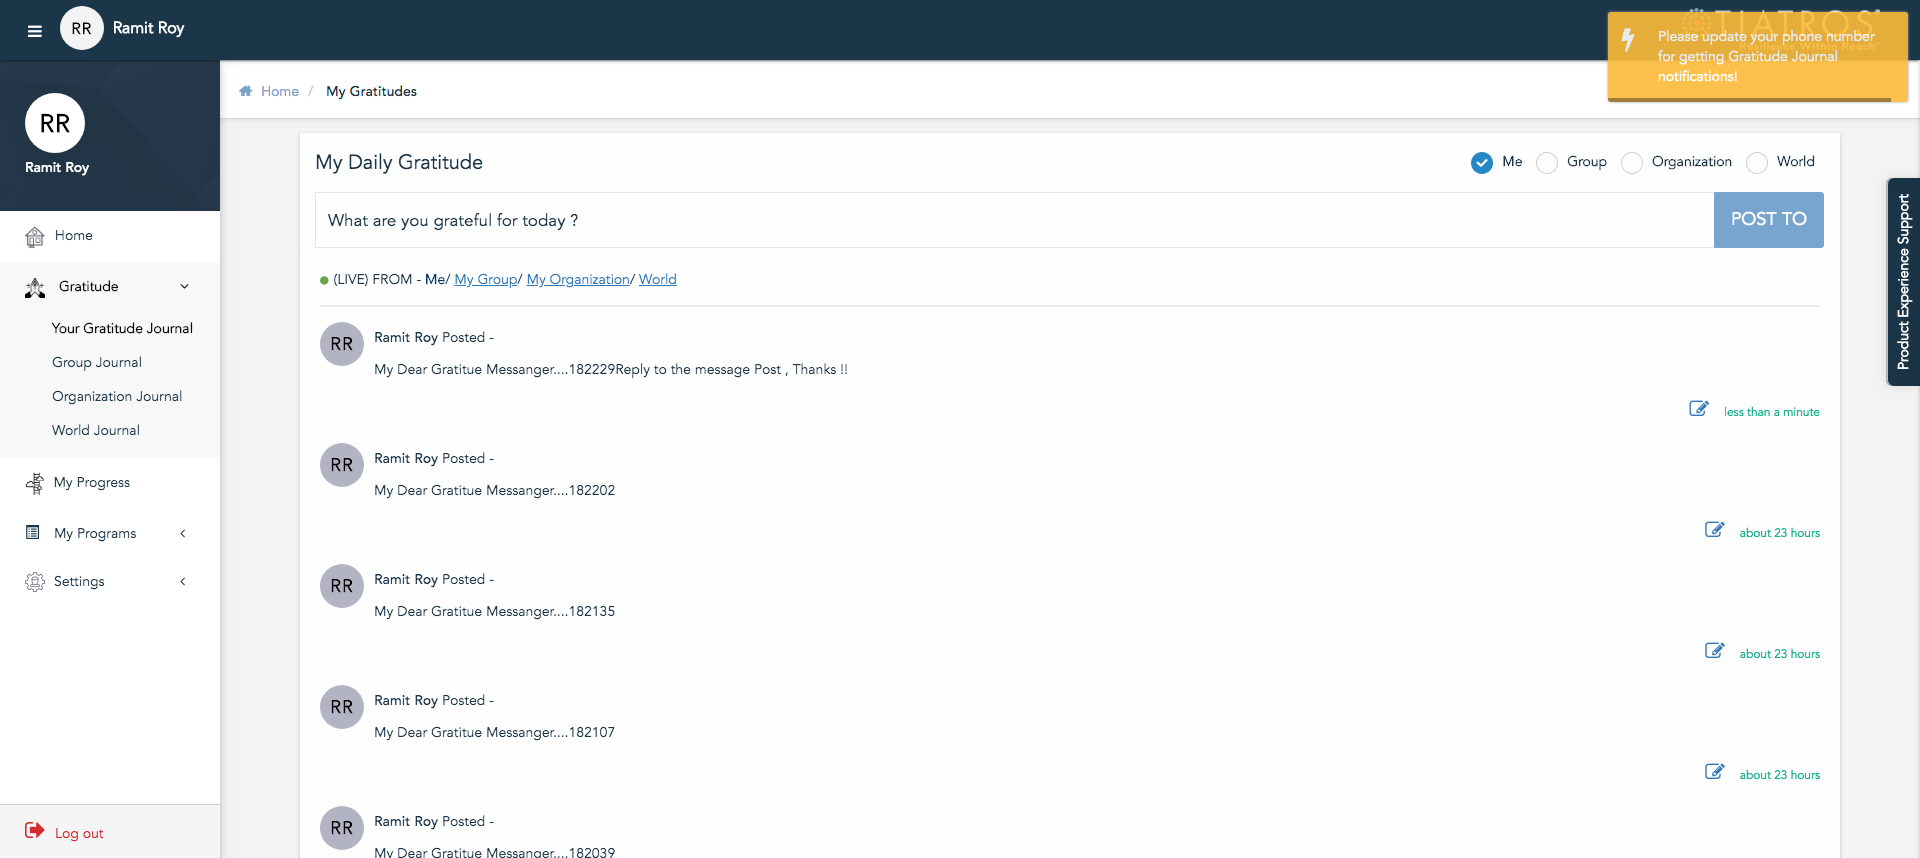 RR Ramit Roy
TIATROS
Resilience Within Reach
Please update your phone number
for getting Gratitude Journal
notifications!
RR
Ramit Roy
Home / My Gratitudes
My Daily Gratitude
Me Group Organization World
What are you grateful for today ?
POST TO
Product Experience Support
Home
Gratitude
Your Gratitude Journal
Group Journal
Organization Journal
World Journal
My Progress
My Programs
Settings
Log out
(LIVE) FROM - Me/ My Group/ My Organization/ World
RR Ramit Roy Posted -
My Dear Gratitue Messanger....182229Reply to the message Post , Thanks !!
less than a minute
RR Ramit Roy Posted -
My Dear Gratitue Messanger....182202
about 23 hours
RR Ramit Roy Posted -
My Dear Gratitue Messanger....182135
about 23 hours
RR Ramit Roy Posted -
My Dear Gratitue Messanger....182107
about 23 hours
RR Ramit Roy Posted -
My Dear Gratitue Messanger....182039